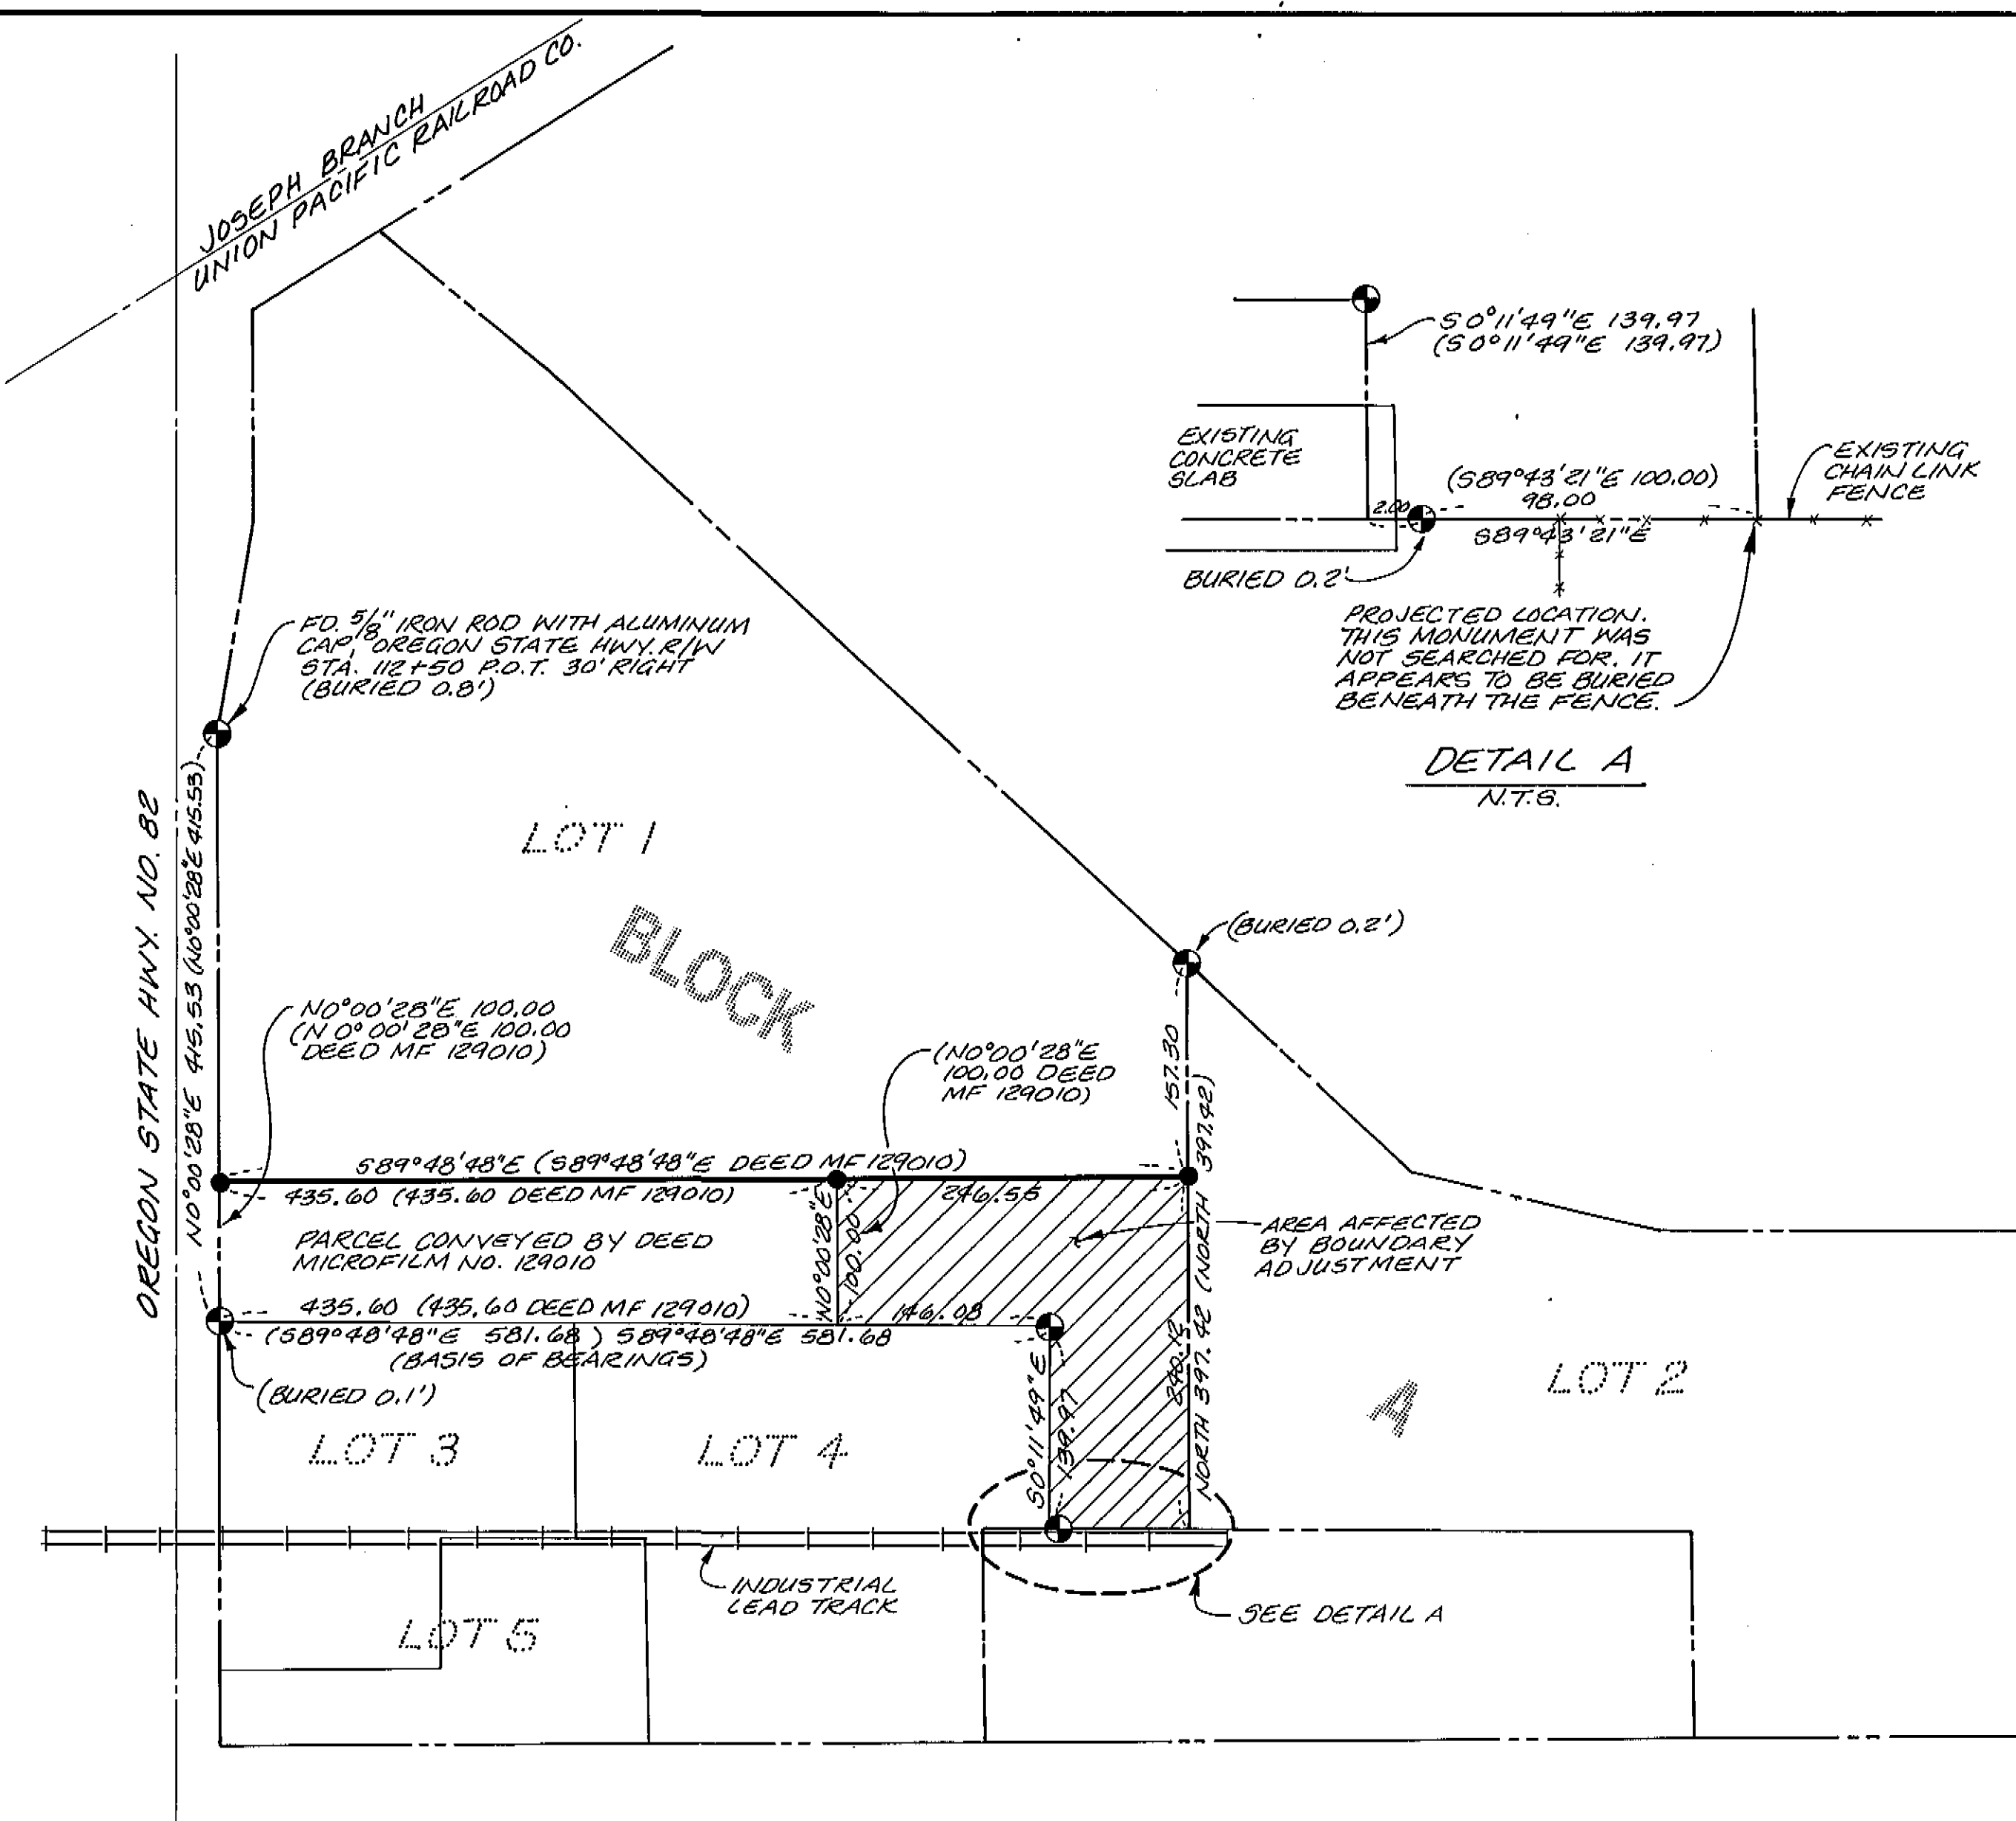 JOSEPH BRANCH
UNION PACIFIC RAILROAD CO.
S0°11'49"E 139.97
(S0°11'49"E 139.97)
EXISTING
CONCRETE
SLAB
(S89°43'21"E 100.00)
98.00
2.00
S89°43'21"E
EXISTING
CHAIN LINK
FENCE
BURIED 0.2'
PROJECTED LOCATION.
THIS MONUMENT WAS
NOT SEARCHED FOR. IT
APPEARS TO BE BURIED
BENEATH THE FENCE.
DETAIL A
N.T.S.
FD. 5/8" IRON ROD WITH ALUMINUM
CAP, OREGON STATE HWY. R/W
STA. 112+50 P.O.T. 30' RIGHT
(BURIED 0.8')
OREGON STATE HWY. NO. 82
N0°00'28"E 415.53 (N0°00'28"E 415.53)
LOT 1
BLOCK
(BURIED 0.2')
N0°00'28"E 100.00
(N0°00'28"E 100.00
DEED MF 129010)
(N0°00'28"E
100.00 DEED
MF 129010)
157.30
S89°48'48"E (S89°48'48"E DEED MF 129010)
435.60 (435.60 DEED MF 129010)
246.55
PARCEL CONVEYED BY DEED
MICROFILM NO. 129010
N0°00'28"E
100.00
AREA AFFECTED
BY BOUNDARY
ADJUSTMENT
435.60 (435.60 DEED MF 129010)
146.08
(S89°48'48"E 581.68) S89°48'48"E 581.68
(BASIS OF BEARINGS)
(BURIED 0.1')
S0°11'49"E
139.97
240.12
NORTH 397.42 (NORTH 397.42)
LOT 2
A
LOT 3
LOT 4
INDUSTRIAL
LEAD TRACK
SEE DETAIL A
LOT 5